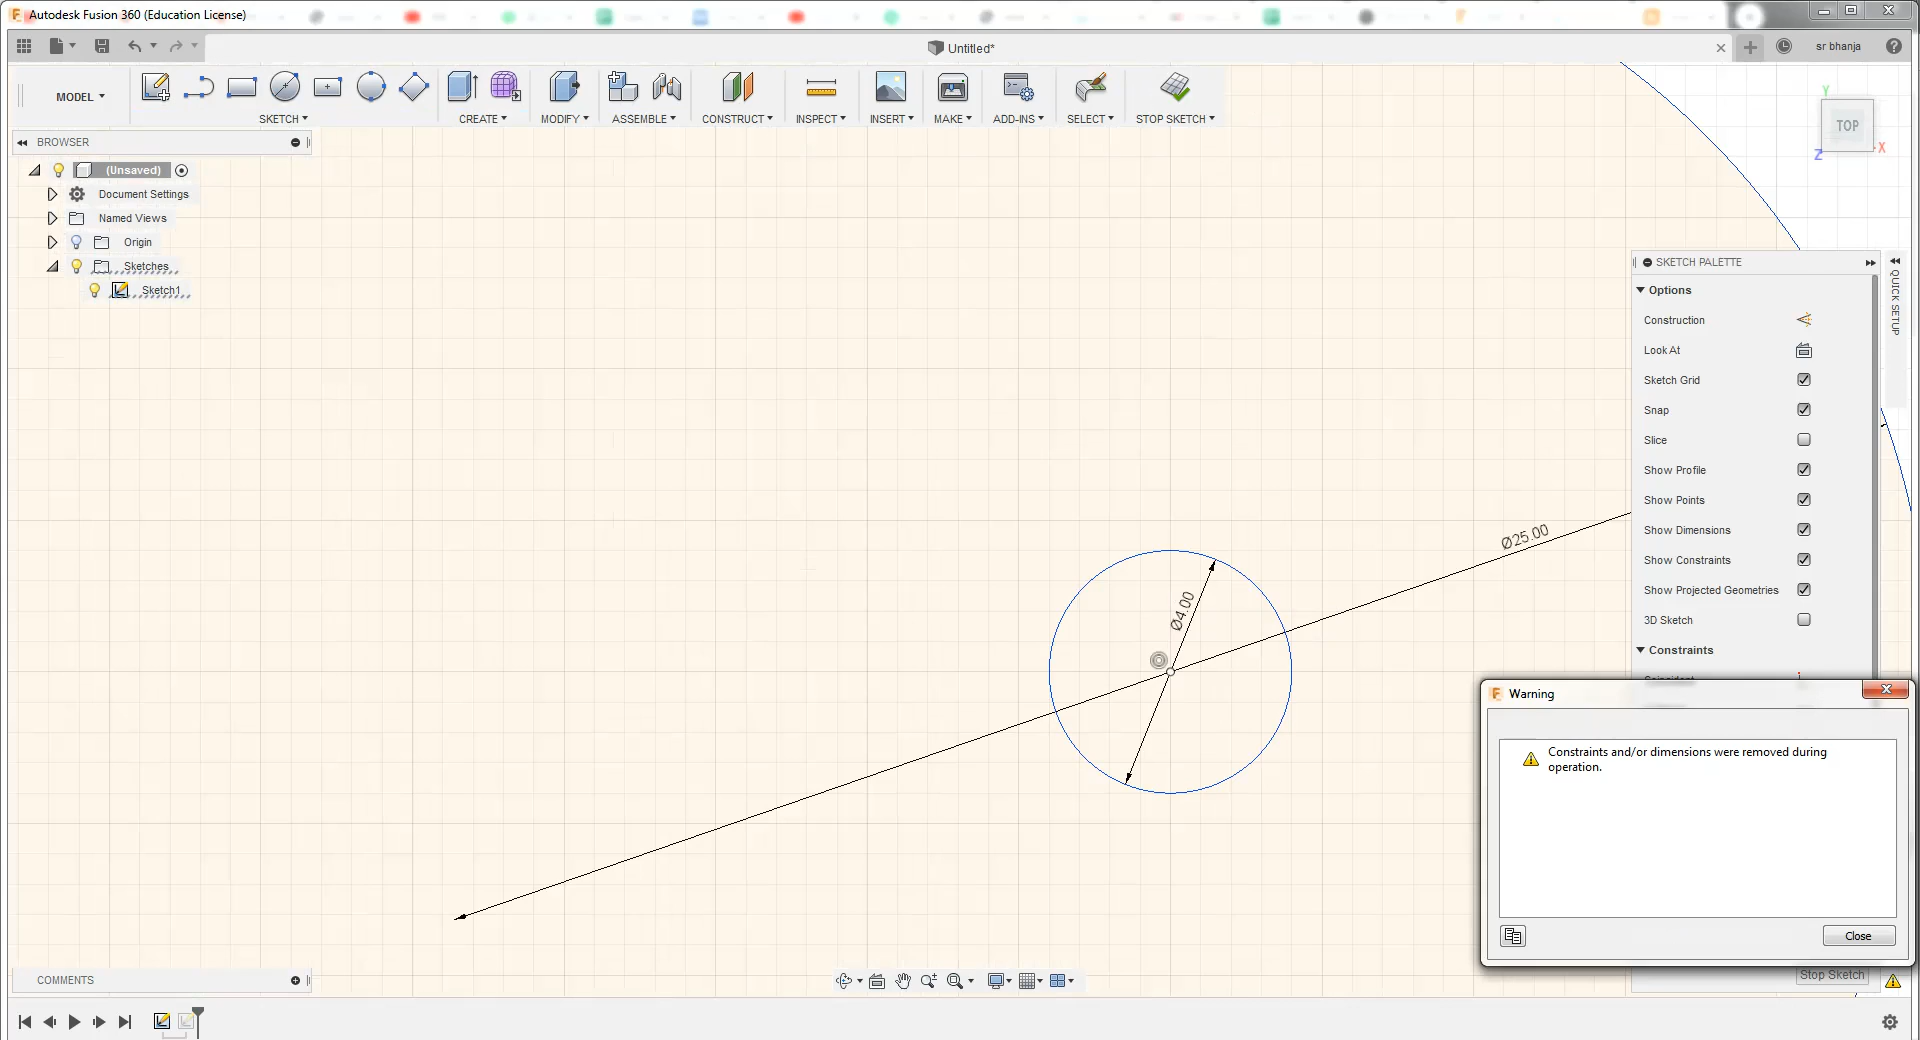 Autodesk Fusion 360 (Education License)
Untitled*
sr bhanja
MODEL
SKETCH
CREATE
MODIFY
ASSEMBLE
CONSTRUCT
INSPECT
INSERT
MAKE
ADD-INS
SELECT
STOP SKETCH
BROWSER
(Unsaved)
Document Settings
Named Views
Origin
Sketches
Sketch1
Y
TOP
X
Z
SKETCH PALETTE
QUICK SETUP
Options
Construction
Look At
Sketch Grid
Snap
Slice
Show Profile
Show Points
Show Dimensions
Show Constraints
Show Projected Geometries
3D Sketch
Constraints
Ø25.00
Ø4.00
Warning
Constraints and/or dimensions were removed during
operation.
Close
Stop Sketch
COMMENTS